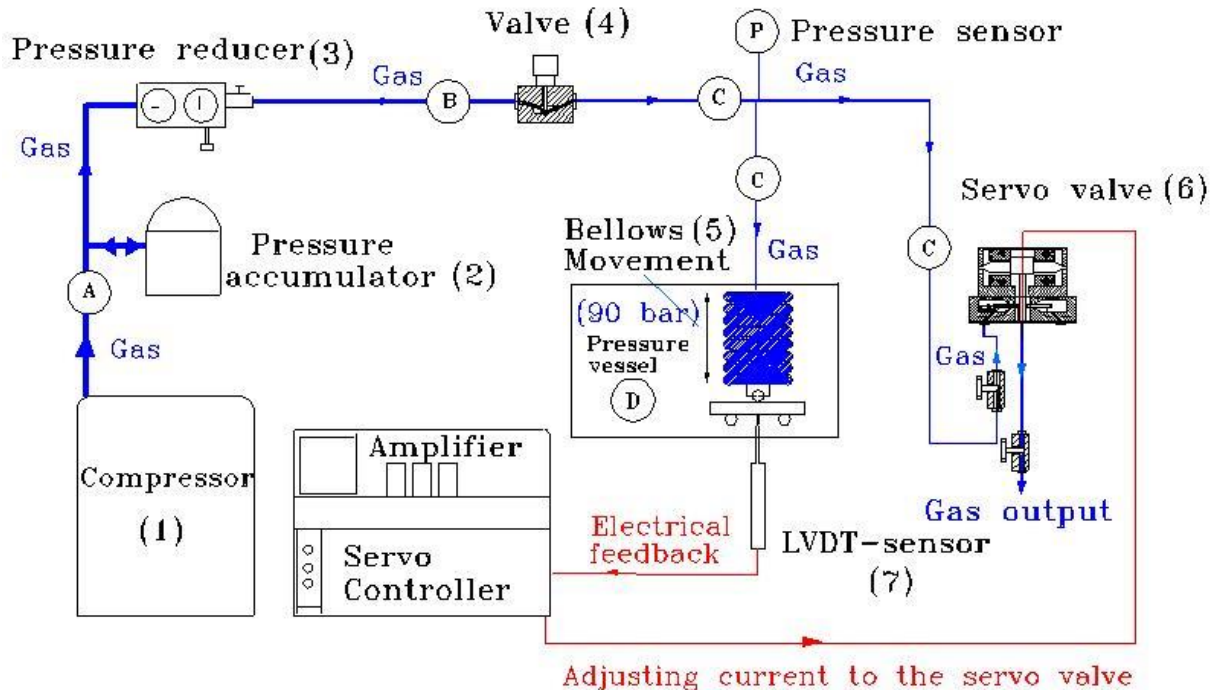 Valve (4)
P
Pressure sensor
Pressure reducer (3)
Gas
B
C
Gas
Gas
C
Servo valve (6)
Pressure
accumulator (2)
A
Bellows (5)
Movement
Gas
C
(90 bar)
Pressure
vessel
D
Gas
Gas
Compressor
(1)
Amplifier
Servo
Controller
Electrical
feedback
LVDT-sensor
(7)
Gas output
Adjusting current to the servo valve